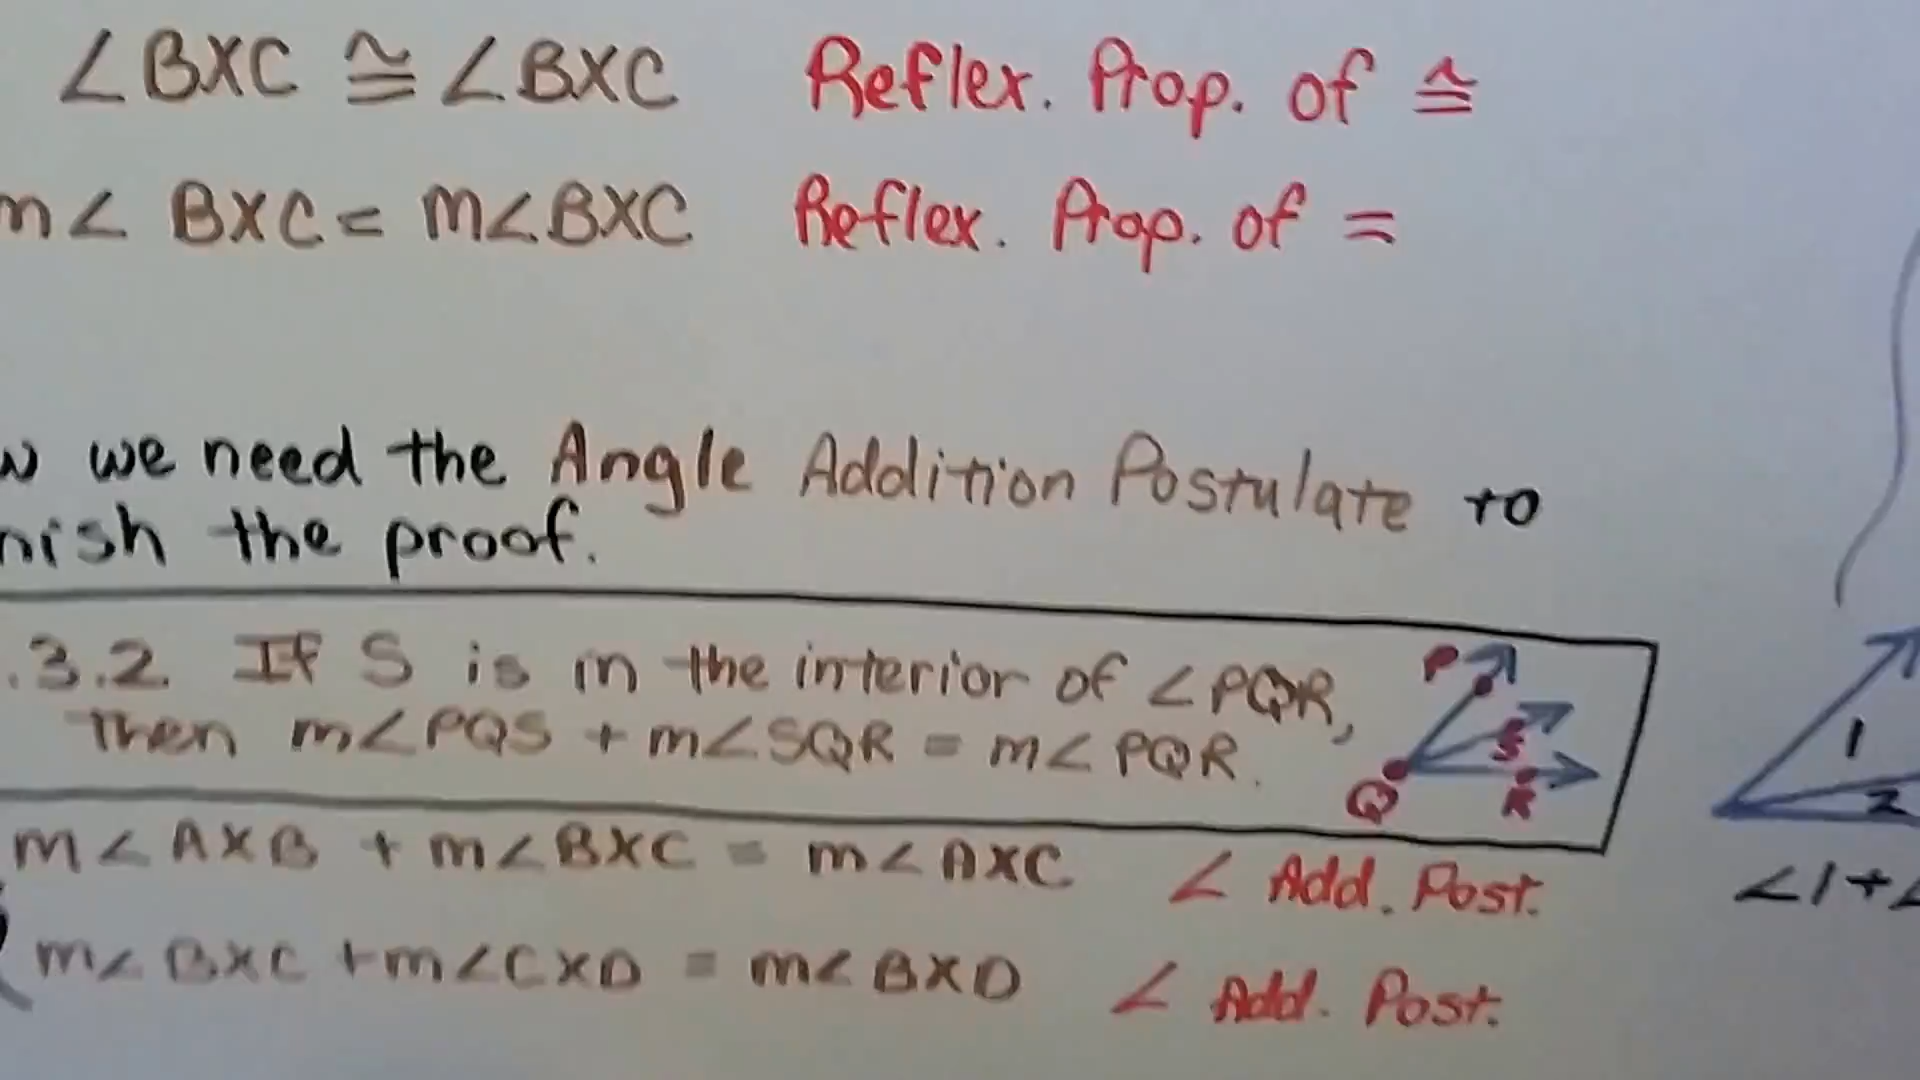 ∠BXC ≅ ∠BXC Reflex. Prop. of ≅
m∠ BXC = m∠BXC Reflex. Prop. of =
we need the Angle Addition Postulate to
the proof.
.3.2. If S is in the interior of ∠PQR,
Then m∠PQS + m∠SQR = m∠PQR.
P
S
Q
R
1
2
m∠AXB + m∠BXC = m∠AXC ∠ Add. Post.
∠1+∠
m∠BXC + m∠CXD = m∠BXD ∠ Add. Post.